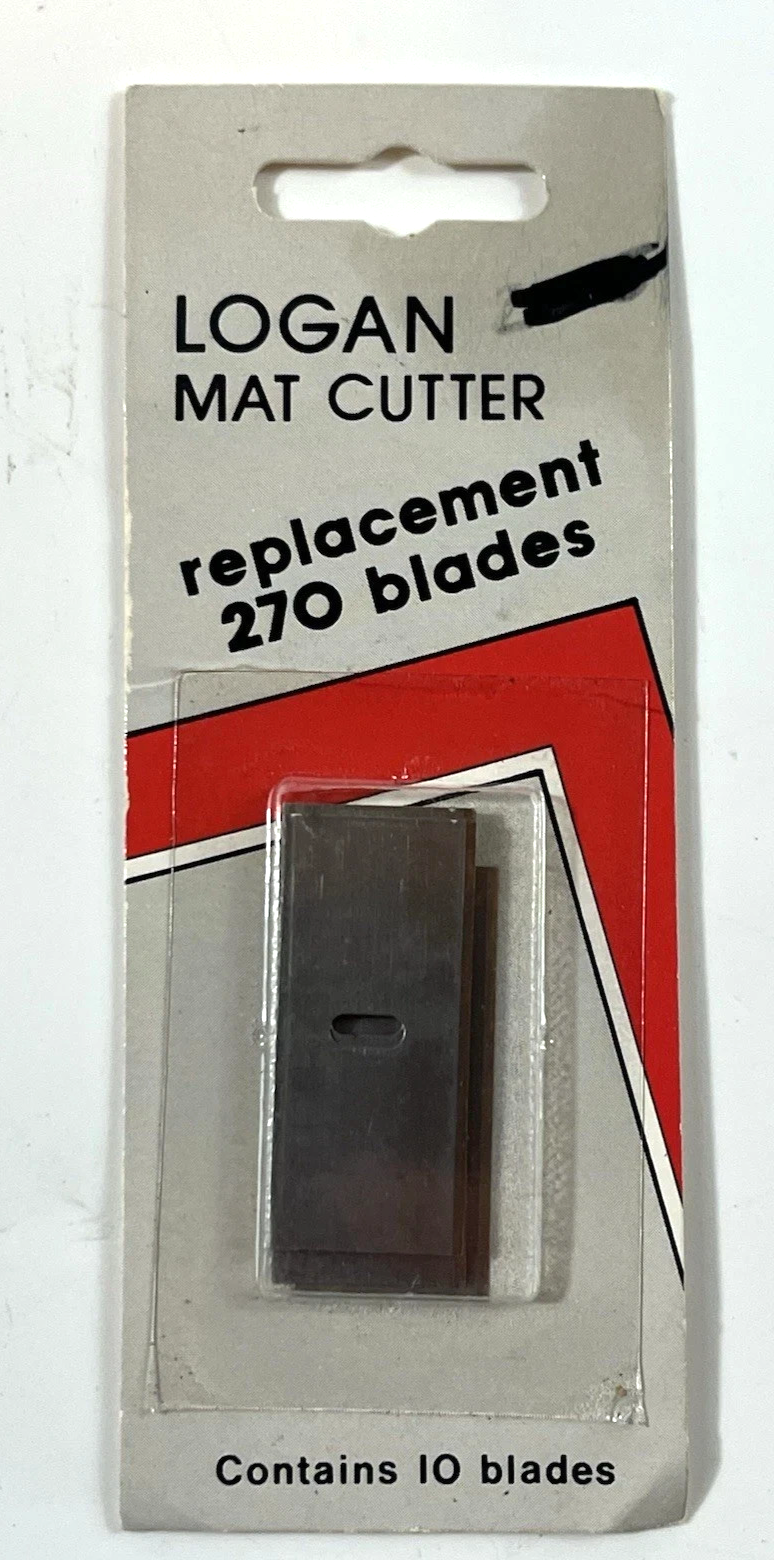 LOGAN
MAT CUTTER
replacement
270 blades
Contains 10 blades